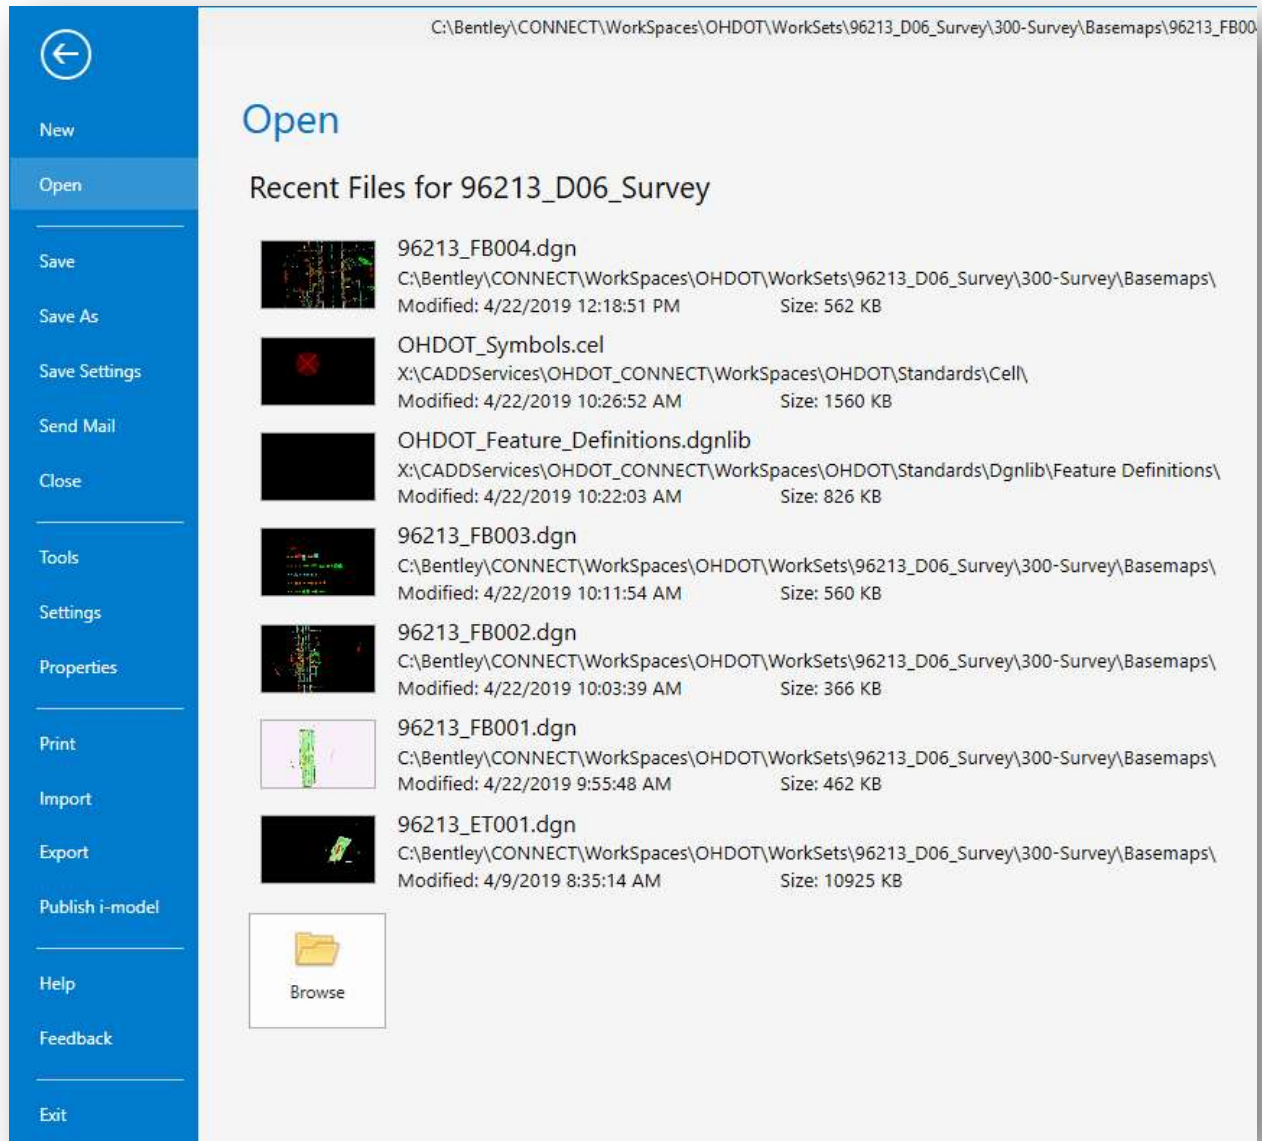 C:\Bentley\CONNECT\WorkSpaces\OHDOT\WorkSets\96213_D06_Survey\300-Survey\Basemaps\96213_FB00
New
Open
Save
Save As
Save Settings
Send Mail
Close
Tools
Settings
Properties
Print
Import
Export
Publish i-model
Help
Feedback
Exit
Open
Recent Files for 96213_D06_Survey
96213_FB004.dgn
C:\Bentley\CONNECT\WorkSpaces\OHDOT\WorkSets\96213_D06_Survey\300-Survey\Basemaps\
Modified: 4/22/2019 12:18:51 PM Size: 562 KB
OHDOT_Symbols.cel
X:\CADDServices\OHDOT_CONNECT\WorkSpaces\OHDOT\Standards\Cell\
Modified: 4/22/2019 10:26:52 AM Size: 1560 KB
OHDOT_Feature_Definitions.dgnlib
X:\CADDServices\OHDOT_CONNECT\WorkSpaces\OHDOT\Standards\Dgnlib\Feature Definitions\
Modified: 4/22/2019 10:22:03 AM Size: 826 KB
96213_FB003.dgn
C:\Bentley\CONNECT\WorkSpaces\OHDOT\WorkSets\96213_D06_Survey\300-Survey\Basemaps\
Modified: 4/22/2019 10:11:54 AM Size: 560 KB
96213_FB002.dgn
C:\Bentley\CONNECT\WorkSpaces\OHDOT\WorkSets\96213_D06_Survey\300-Survey\Basemaps\
Modified: 4/22/2019 10:03:39 AM Size: 366 KB
96213_FB001.dgn
C:\Bentley\CONNECT\WorkSpaces\OHDOT\WorkSets\96213_D06_Survey\300-Survey\Basemaps\
Modified: 4/22/2019 9:55:48 AM Size: 462 KB
96213_ET001.dgn
C:\Bentley\CONNECT\WorkSpaces\OHDOT\WorkSets\96213_D06_Survey\300-Survey\Basemaps\
Modified: 4/9/2019 8:35:14 AM Size: 10925 KB
Browse